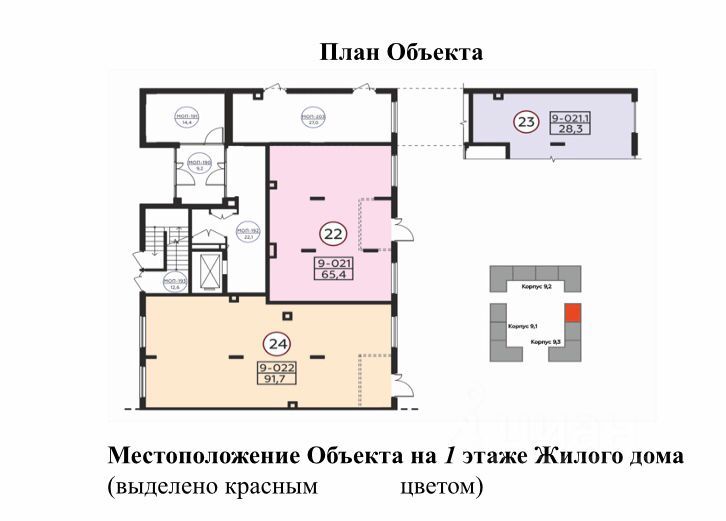 План Объекта
МОП-191
14,4
МОП-203
27,0
23
9-021.1
28,3
МОП-190
9,2
22
МОП-192
22,1
9-021
65,4
МОП-193
12,6
Корпус 9,2
Корпус 9,1
Корпус 9,3
24
9-022
91,7
циан
Местоположение Объекта на 1 этаже Жилого дома
(выделено красным цветом)